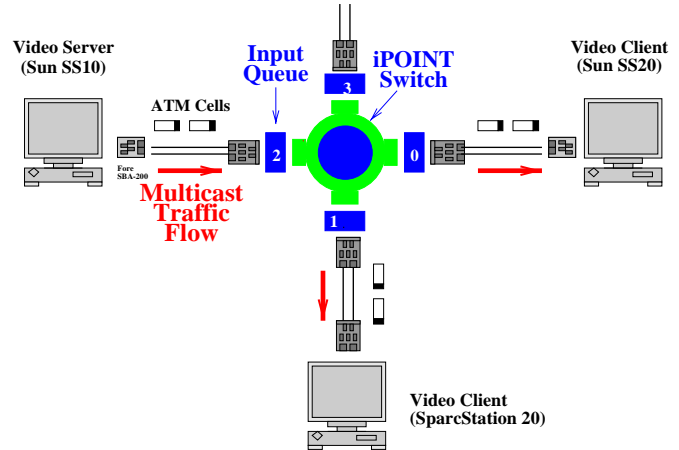 Video Server
(Sun SS10)
Input
Queue
iPOINT
Switch
Video Client
(Sun SS20)
ATM Cells
3
2
0
1
Fore
SBA-200
Multicast
Traffic
Flow
Video Client
(SparcStation 20)